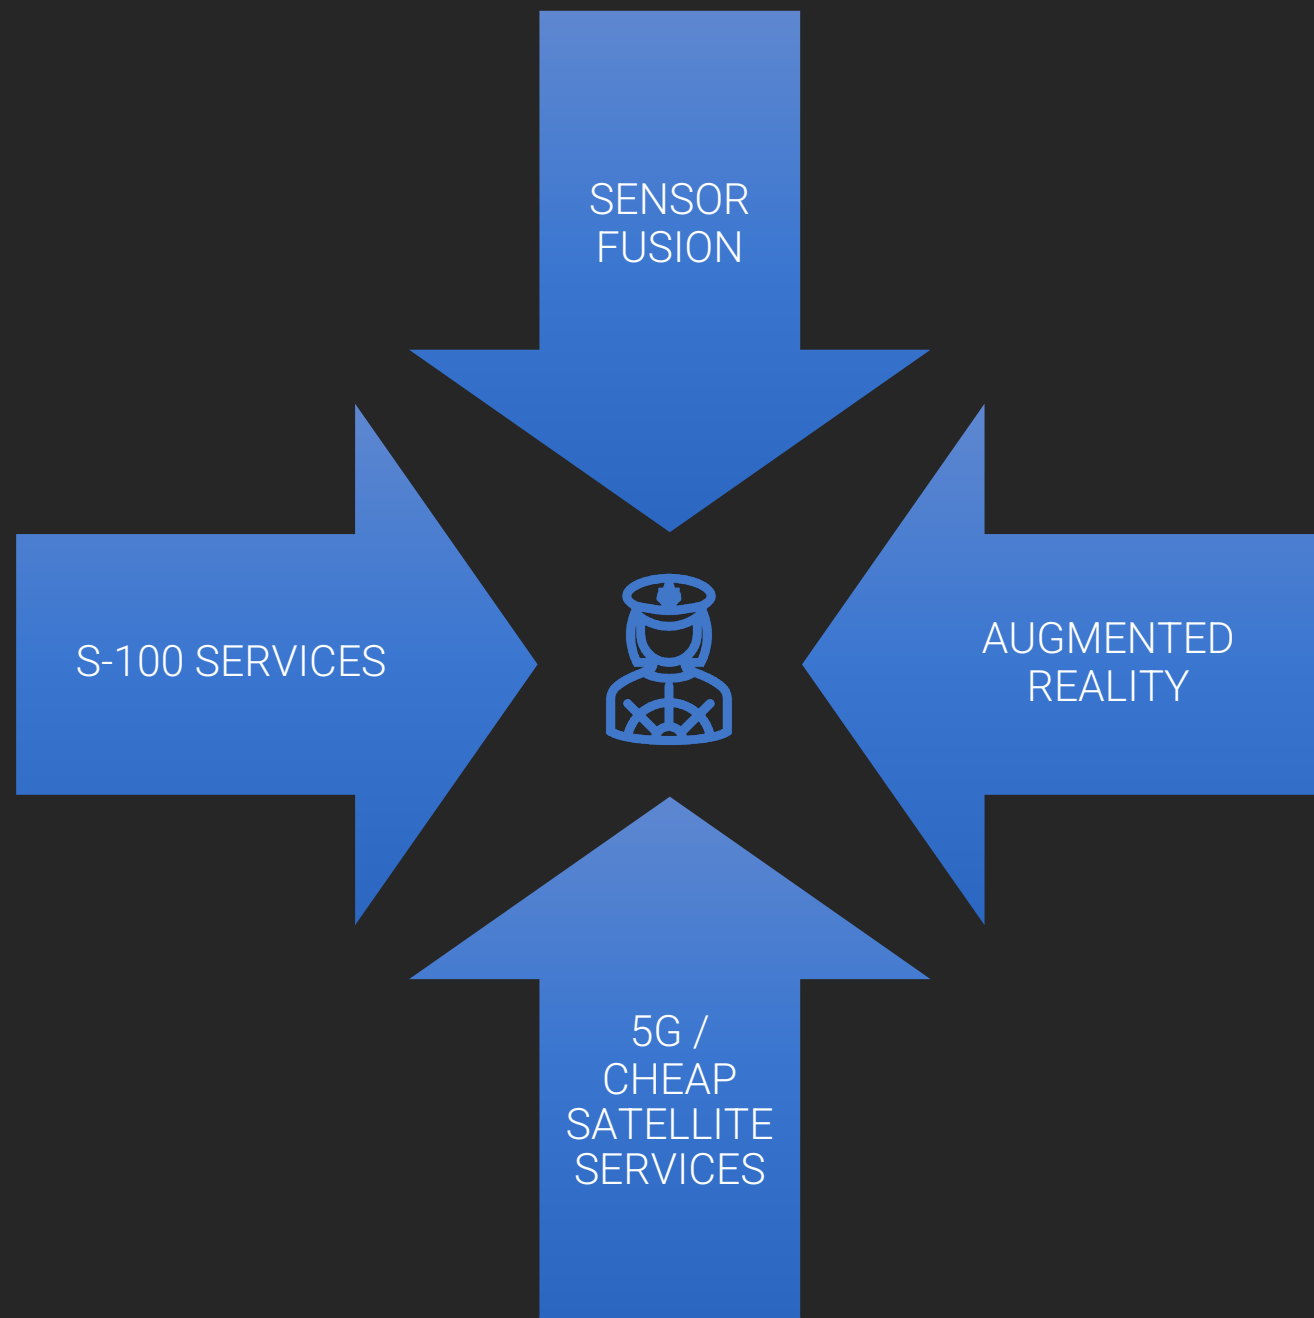 SENSOR
FUSION
S-100 SERVICES
AUGMENTED
REALITY
5G /
CHEAP
SATELLITE
SERVICES